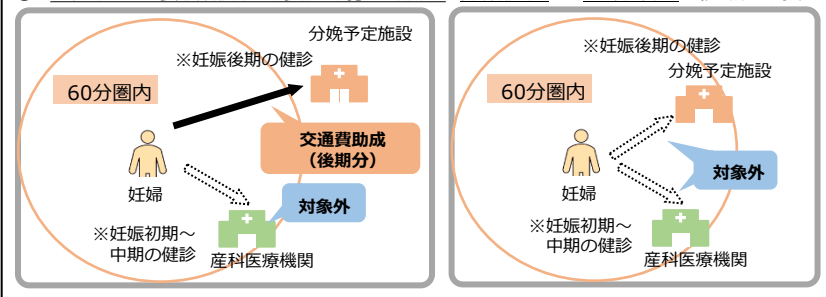 分娩予定施設
※妊娠後期の健診
60分圏内
交通費助成
（後期分）
妊婦
対象外
※妊娠初期～
中期の健診
産科医療機関
※妊娠後期の健診
分娩予定施設
60分圏内
妊婦
対象外
※妊娠初期～
中期の健診
産科医療機関